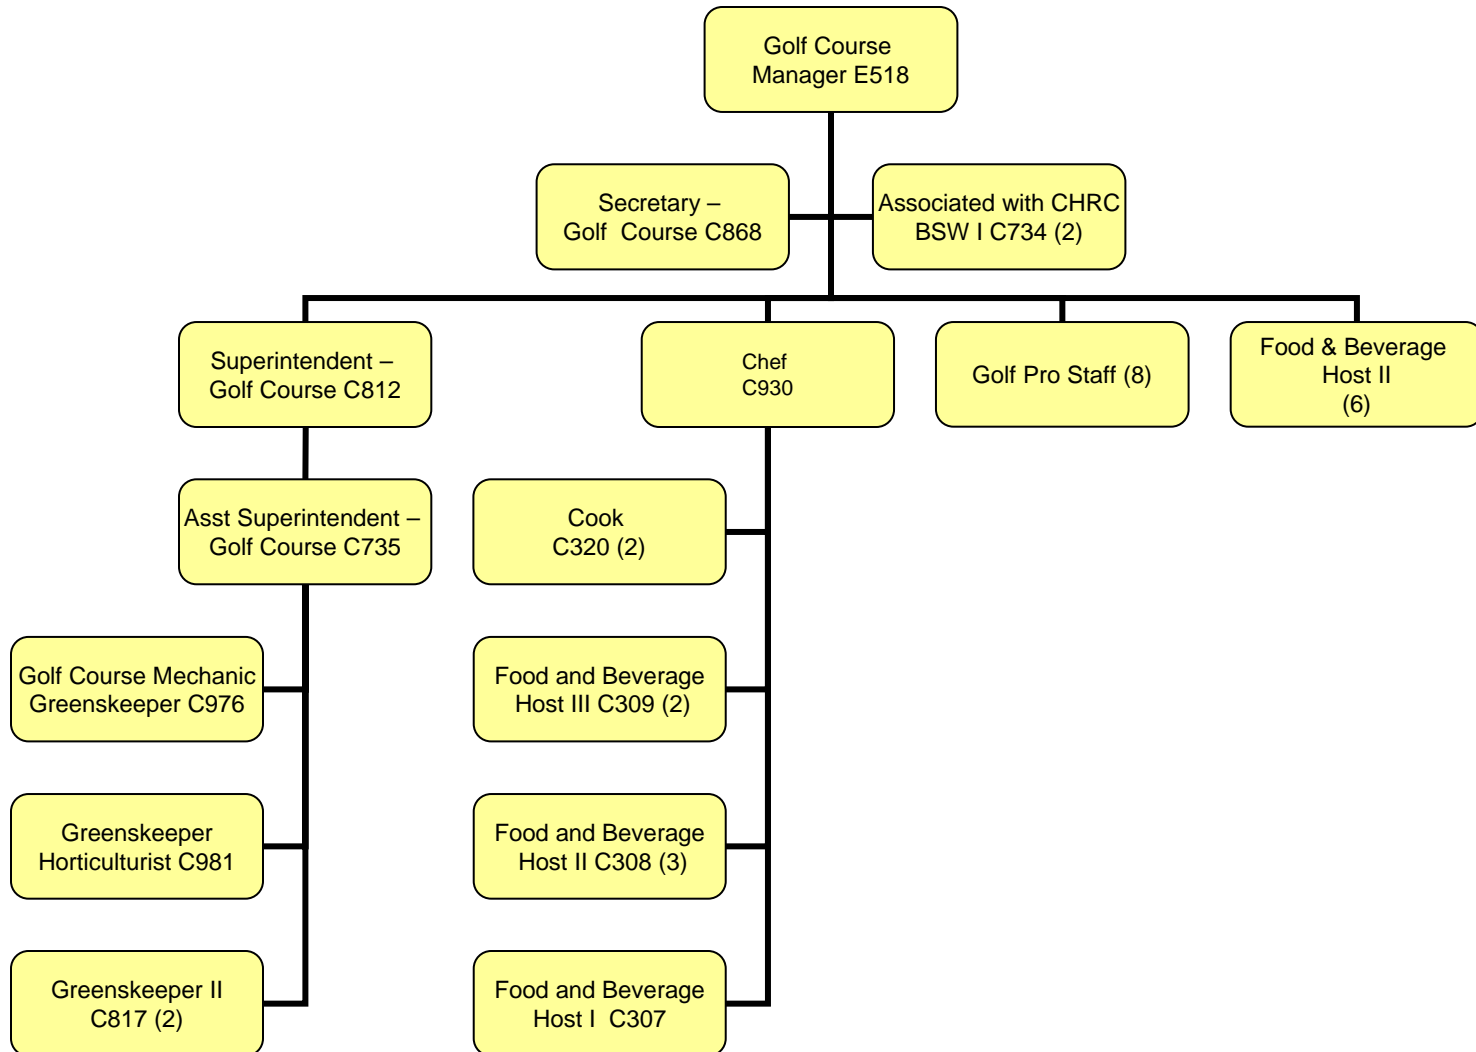 Golf Course
Manager E518
Secretary –
Golf Course C868
Associated with CHRC
BSW I C734 (2)
Superintendent –
Golf Course C812
Chef
C930
Golf Pro Staff (8)
Food & Beverage
Host II
(6)
Asst Superintendent –
Golf Course C735
Cook
C320 (2)
Golf Course Mechanic
Greenskeeper C976
Food and Beverage
Host III C309 (2)
Greenskeeper
Horticulturist C981
Food and Beverage
Host II C308 (3)
Greenskeeper II
C817 (2)
Food and Beverage
Host I C307